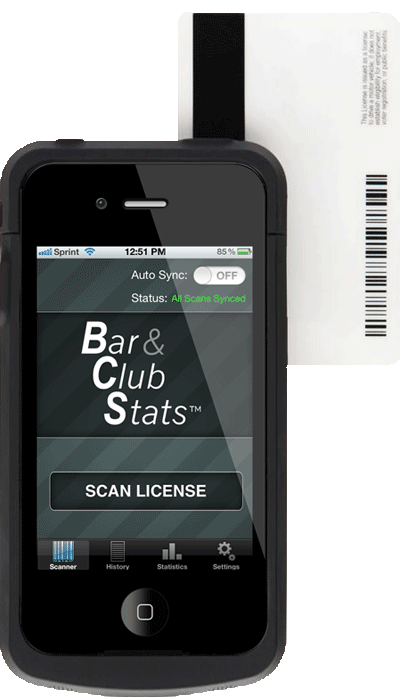 This License is issued as a license
to drive a motor vehicle; it does not
establish eligibility for employment,
voter registration, or public benefits
Sprint 12:51 PM 85%
Auto Sync: OFF
Status: All Scans Synced
Bar &
Club
Stats™
SCAN LICENSE
Scanner History Statistics Settings